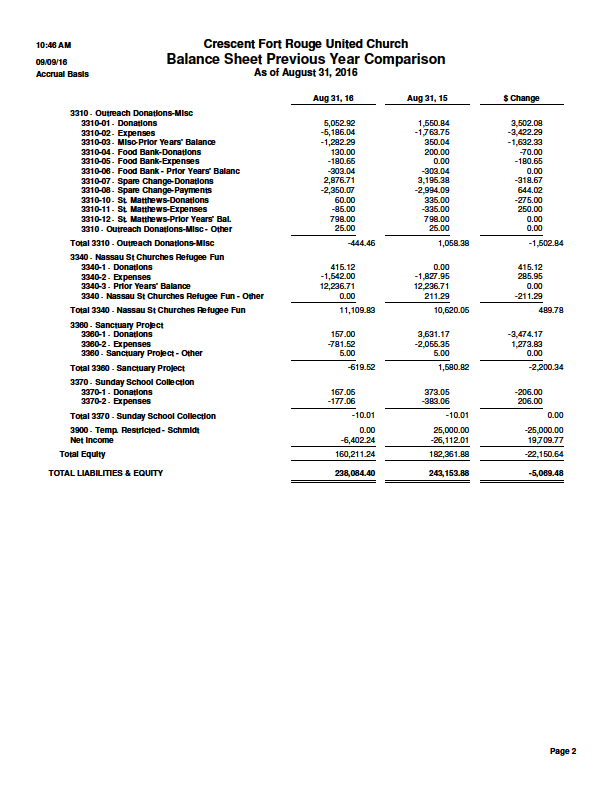 10:46 AM
Crescent Fort Rouge United Church
09/09/16
Balance Sheet Previous Year Comparison
Accrual Basis
As of August 31, 2016
Aug 31, 16 Aug 31, 15 $ Change
3310 · Outreach Donations-Misc
3310-01 · Donations 5,052.92 1,550.84 3,502.08
3310-02 · Expenses -5,186.04 -1,763.75 -3,422.29
3310-03 · Misc-Prior Years' Balance -1,282.29 350.04 -1,632.33
3310-04 · Food Bank-Donations 130.00 200.00 -70.00
3310-05 · Food Bank-Expenses -180.65 0.00 -180.65
3310-06 · Food Bank - Prior Years' Balanc -303.04 -303.04 0.00
3310-07 · Spare Change-Donations 2,876.71 3,195.38 -318.67
3310-08 · Spare Change-Payments -2,350.07 -2,994.09 644.02
3310-10 · St. Matthews-Donations 60.00 335.00 -275.00
3310-11 · St. Matthews-Expenses -85.00 -335.00 250.00
3310-12 · St. Matthews-Prior Years' Bal. 798.00 798.00 0.00
3310 · Outreach Donations-Misc - Other 25.00 25.00 0.00
Total 3310 · Outreach Donations-Misc -444.46 1,058.38 -1,502.84
3340 · Nassau St Churches Refugee Fun
3340-1 · Donations 415.12 0.00 415.12
3340-2 · Expenses -1,542.00 -1,827.95 285.95
3340-3 · Prior Years' Balance 12,236.71 12,236.71 0.00
3340 · Nassau St Churches Refugee Fun - Other 0.00 211.29 -211.29
Total 3340 · Nassau St Churches Refugee Fun 11,109.83 10,620.05 489.78
3360 · Sanctuary Project
3360-1 · Donations 157.00 3,631.17 -3,474.17
3360-2 · Expenses -781.52 -2,055.35 1,273.83
3360 · Sanctuary Project - Other 5.00 5.00 0.00
Total 3360 · Sanctuary Project -619.52 1,580.82 -2,200.34
3370 · Sunday School Collection
3370-1 · Donations 167.05 373.05 -206.00
3370-2 · Expenses -177.06 -383.06 206.00
Total 3370 · Sunday School Collection -10.01 -10.01 0.00
3900 · Temp. Restricted - Schmidt 0.00 25,000.00 -25,000.00
Net Income -6,402.24 -26,112.01 19,709.77
Total Equity 160,211.24 182,361.88 -22,150.64
TOTAL LIABILITIES & EQUITY 238,084.40 243,153.88 -5,069.48
Page 2